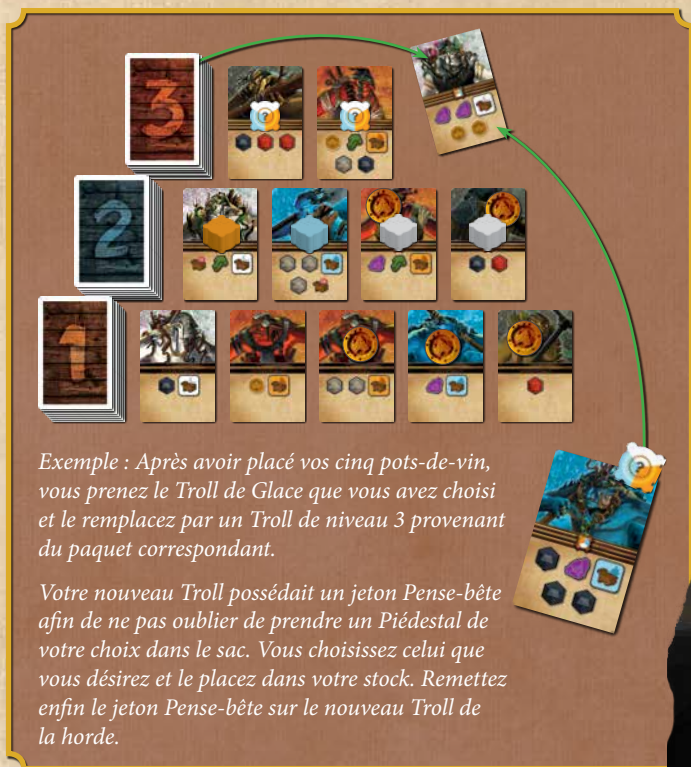 3
2
1
Exemple : Après avoir placé vos cinq pots-de-vin,
vous prenez le Troll de Glace que vous avez choisi
et le remplacez par un Troll de niveau 3 provenant
du paquet correspondant.
Votre nouveau Troll possédait un jeton Pense-bête
afin de ne pas oublier de prendre un Piédestal de
votre choix dans le sac. Vous choisissez celui que
vous désirez et le placez dans votre stock. Remettez
enfin le jeton Pense-bête sur le nouveau Troll de
la horde.